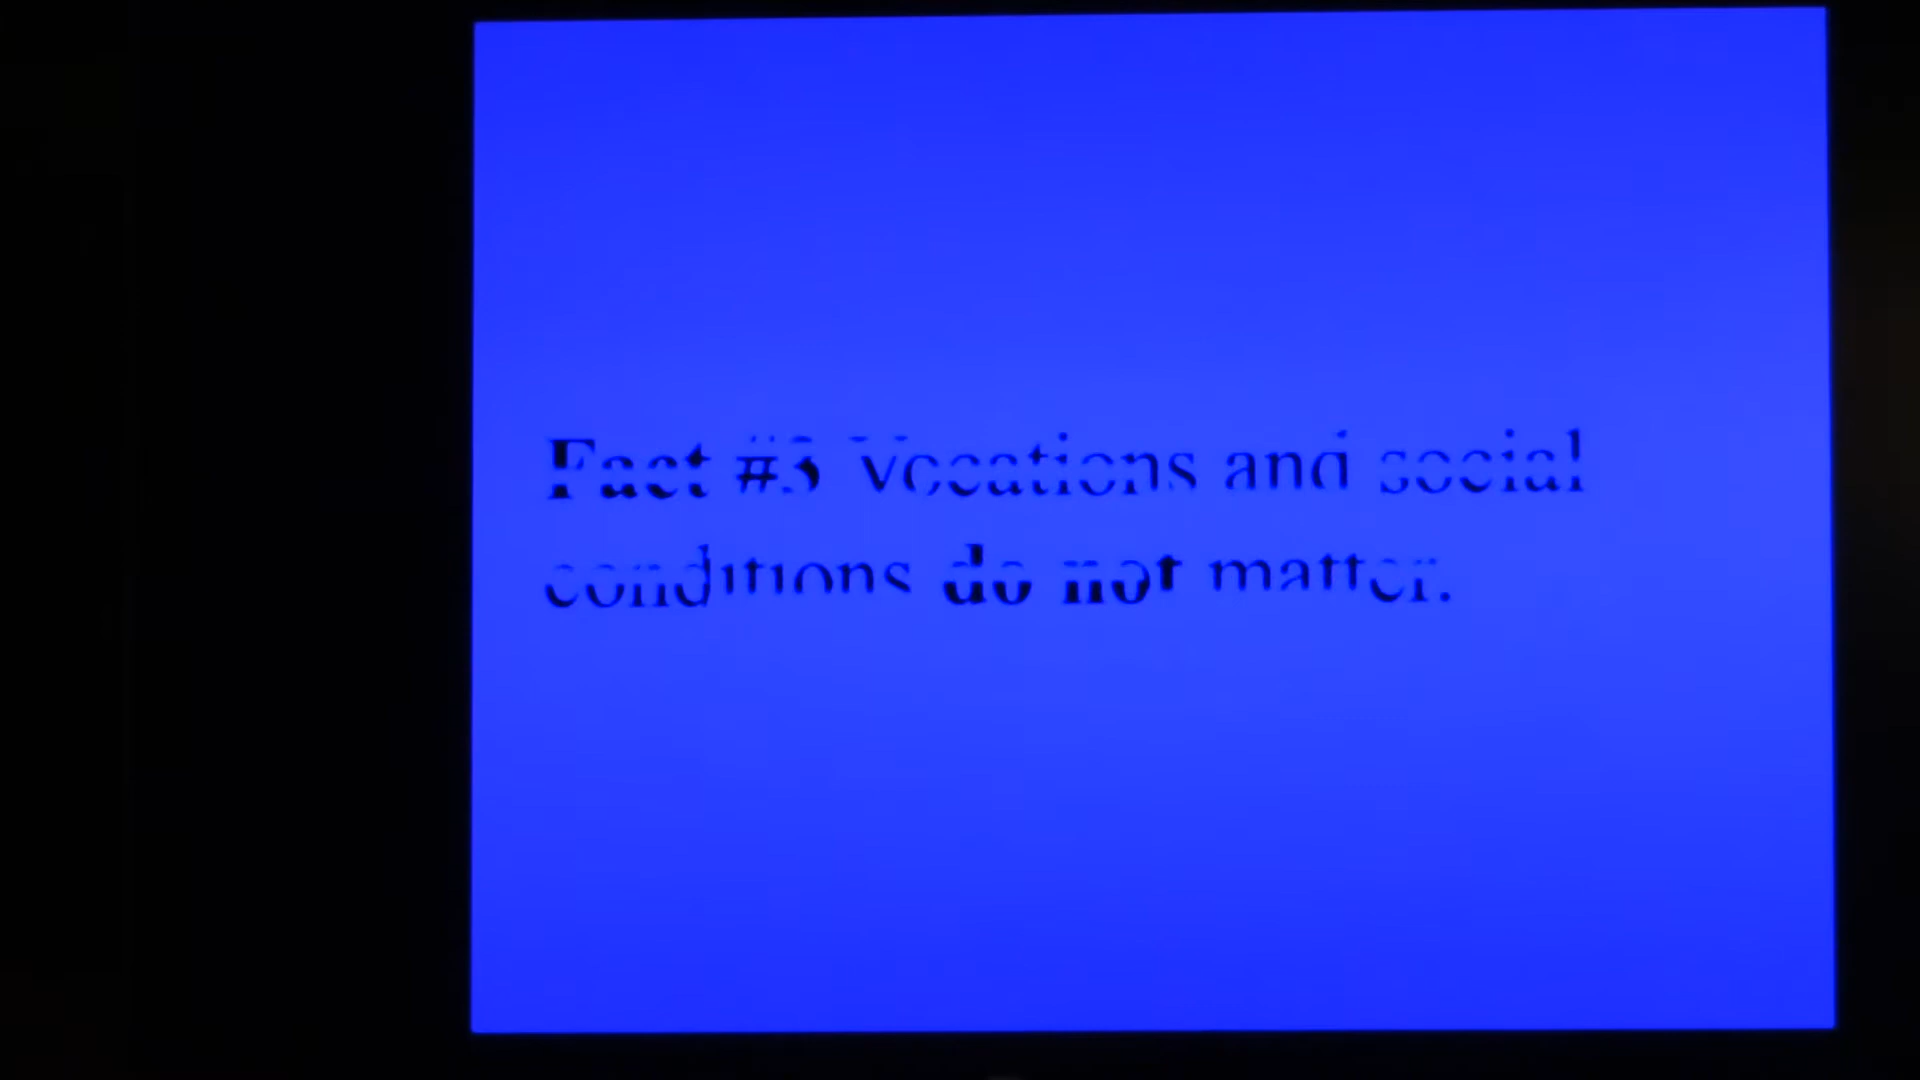 Fact #3 Vocations and social
conditions do not matter.